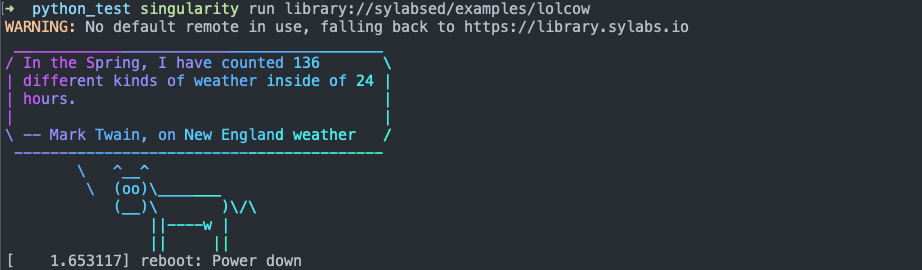 ➜  python_test singularity run library://sylabsed/examples/lolcow
WARNING: No default remote in use, falling back to https://library.sylabs.io
 _________________________________________
/ In the Spring, I have counted 136       \
| different kinds of weather inside of 24 |
| hours.                                  |
|                                         |
\ -- Mark Twain, on New England weather   /
 -----------------------------------------
        \   ^__^
         \  (oo)\_______
            (__)\       )\/\
                ||----w |
                ||     ||
[    1.653117] reboot: Power down